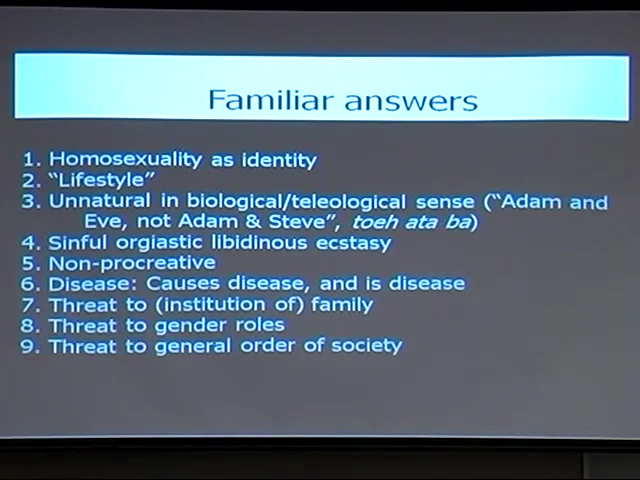 Familiar answers
1. Homosexuality as identity
2. “Lifestyle”
3. Unnatural in biological/teleological sense (“Adam and
Eve, not Adam & Steve”, toeh ata ba)
4. Sinful orgiastic libidinous ecstasy
5. Non-procreative
6. Disease: Causes disease, and is disease
7. Threat to (institution of) family
8. Threat to gender roles
9. Threat to general order of society